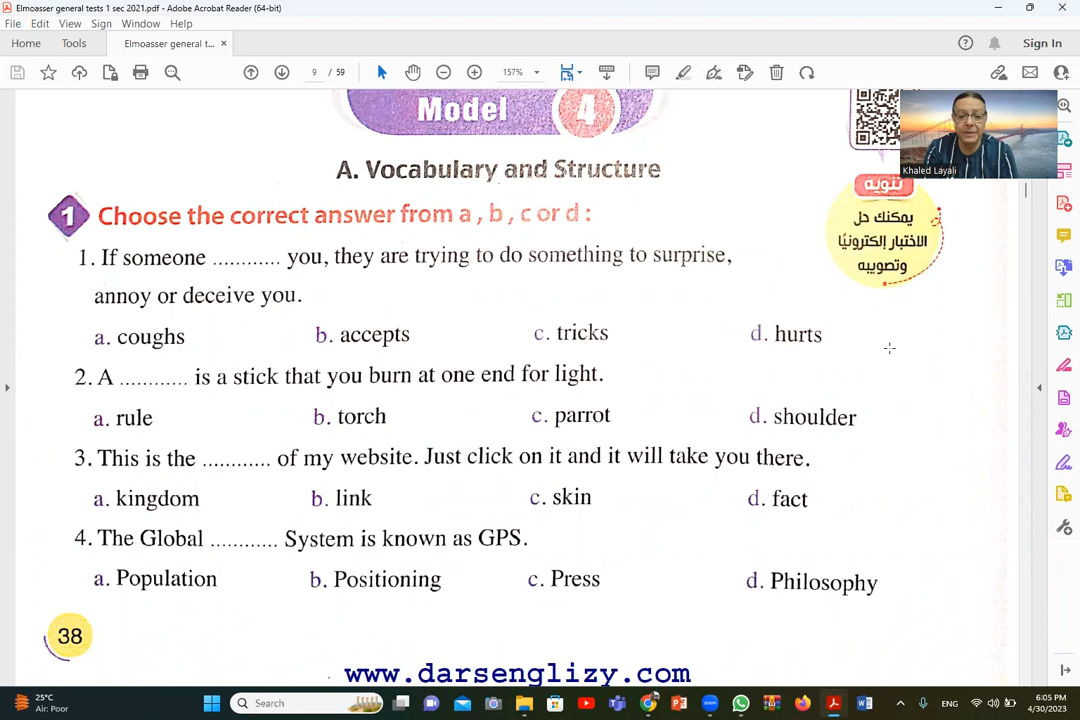 Elmoasser general tests 1 sec 2021.pdf - Adobe Acrobat Reader (64-bit)
File Edit View Sign Window Help
Home Tools Elmoasser general t... × Sign In
9 / 59 157%
Model 4
Khaled Layali
A. Vocabulary and Structure
تنويه
يمكنك حل
الاختبار إلكترونيًا
وتصويبه
1 Choose the correct answer from a , b , c or d :
1. If someone ............ you, they are trying to do something to surprise,
annoy or deceive you.
a. coughs b. accepts c. tricks d. hurts
2. A ............ is a stick that you burn at one end for light.
a. rule b. torch c. parrot d. shoulder
3. This is the ............ of my website. Just click on it and it will take you there.
a. kingdom b. link c. skin d. fact
4. The Global ............ System is known as GPS.
a. Population b. Positioning c. Press d. Philosophy
38
www.darsenglizy.com
25°C
Air: Poor
Search
ENG
6:05 PM
4/30/2023